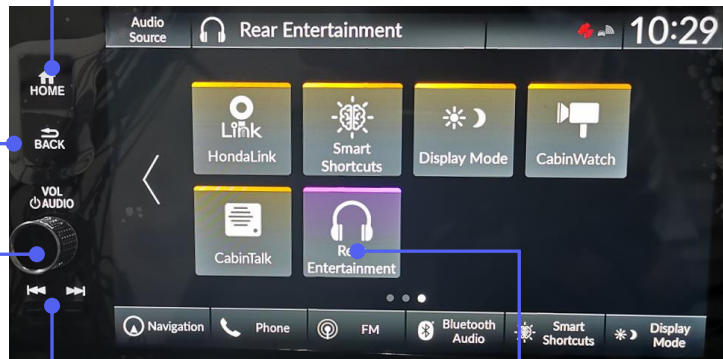 Audio
Source
Rear Entertainment
10:29
HOME
BACK
VOL
AUDIO
Link
HondaLink
Smart
Shortcuts
Display Mode
CabinWatch
CabinTalk
Rear
Entertainment
Navigation
Phone
FM
Bluetooth
Audio
Smart
Shortcuts
Display
Mode